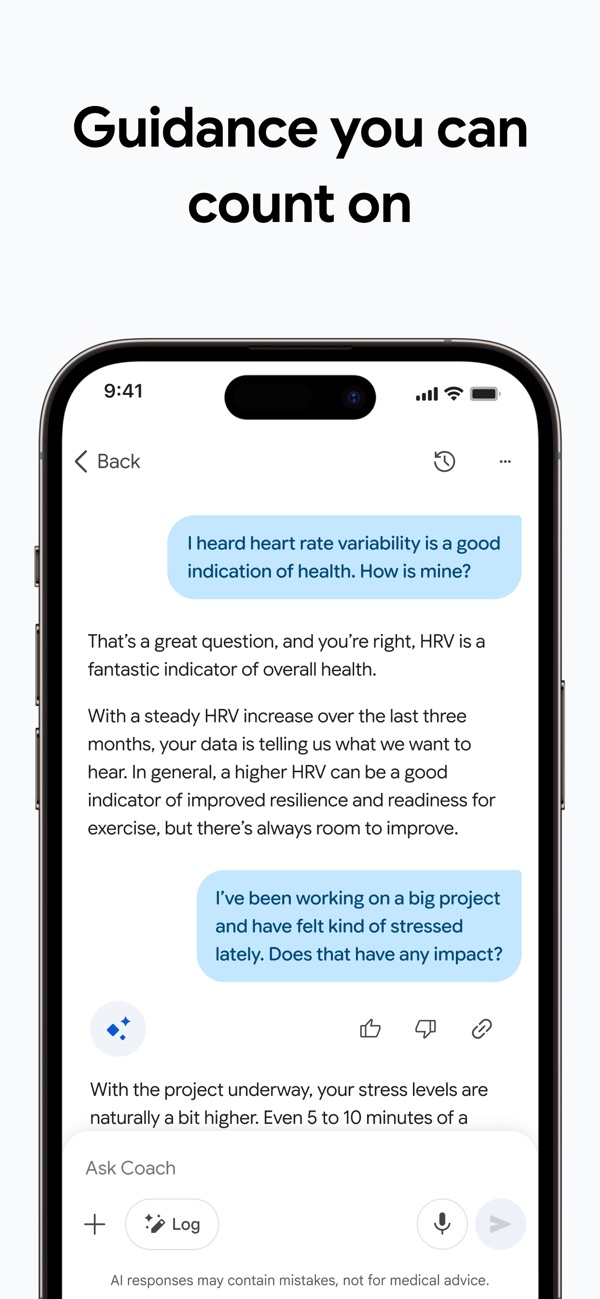 Guidance you can
count on
9:41
Back
I heard heart rate variability is a good
indication of health. How is mine?
That’s a great question, and you’re right, HRV is a
fantastic indicator of overall health.
With a steady HRV increase over the last three
months, your data is telling us what we want to
hear. In general, a higher HRV can be a good
indicator of improved resilience and readiness for
exercise, but there’s always room to improve.
I’ve been working on a big project
and have felt kind of stressed
lately. Does that have any impact?
With the project underway, your stress levels are
naturally a bit higher. Even 5 to 10 minutes of a
Ask Coach
Log
AI responses may contain mistakes, not for medical advice.